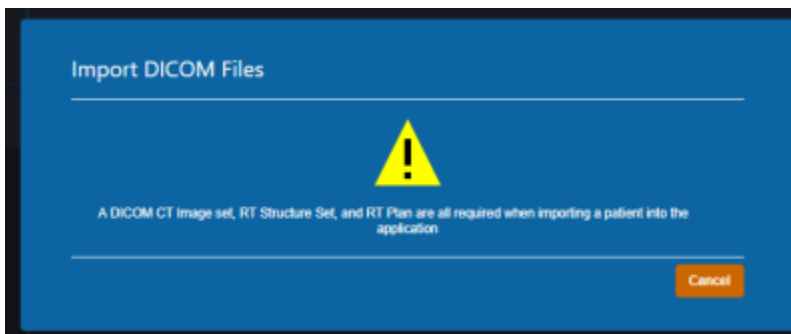 Import DICOM Files
A DICOM CT Image set, RT Structure Set, and RT Plan are all required when importing a patient into the
application
Cancel